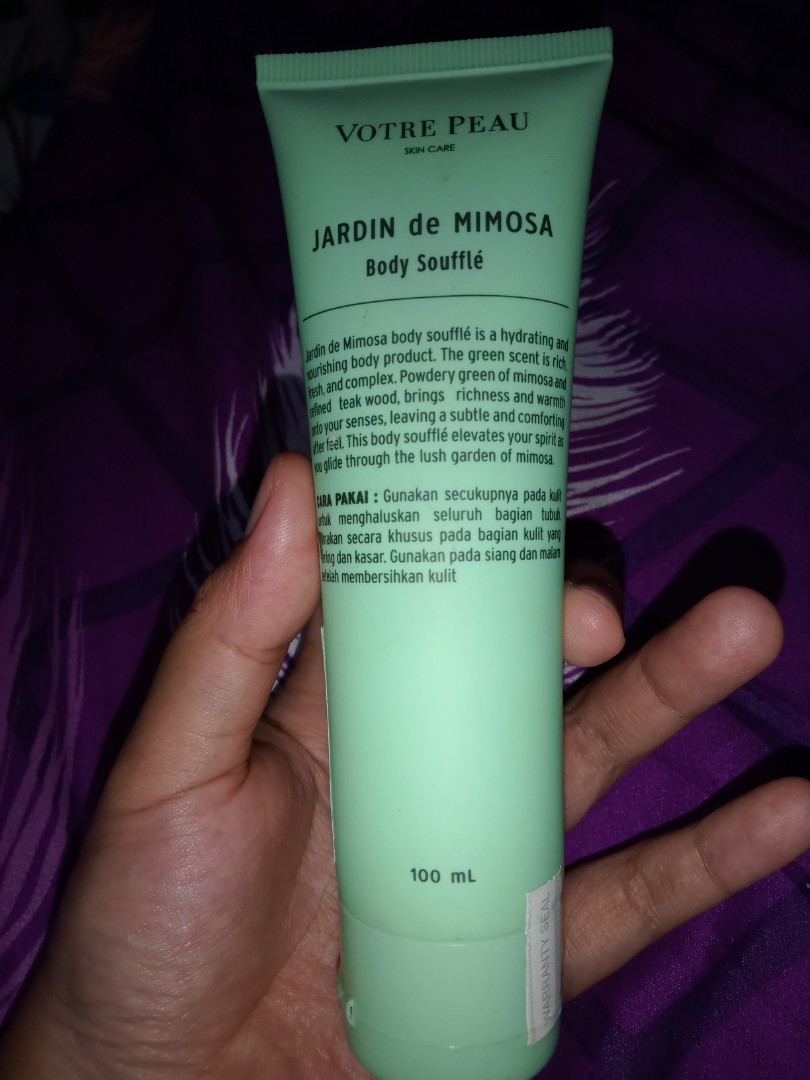 VOTRE PEAU
SKIN CARE
JARDIN de MIMOSA
Body Soufflé
Jardin de Mimosa body soufflé is a hydrating and
nourishing body product. The green scent is rich,
fresh, and complex. Powdery green of mimosa and
refined teak wood, brings richness and warmth
onto your senses, leaving a subtle and comforting
after feel. This body soufflé elevates your spirit as
you glide through the lush garden of mimosa.
CARA PAKAI : Gunakan secukupnya pada kulit
untuk menghaluskan seluruh bagian tubuh.
Gunakan secara khusus pada bagian kulit yang
kering dan kasar. Gunakan pada siang dan malam
setelah membersihkan kulit
100 mL
WARRANTY SEAL